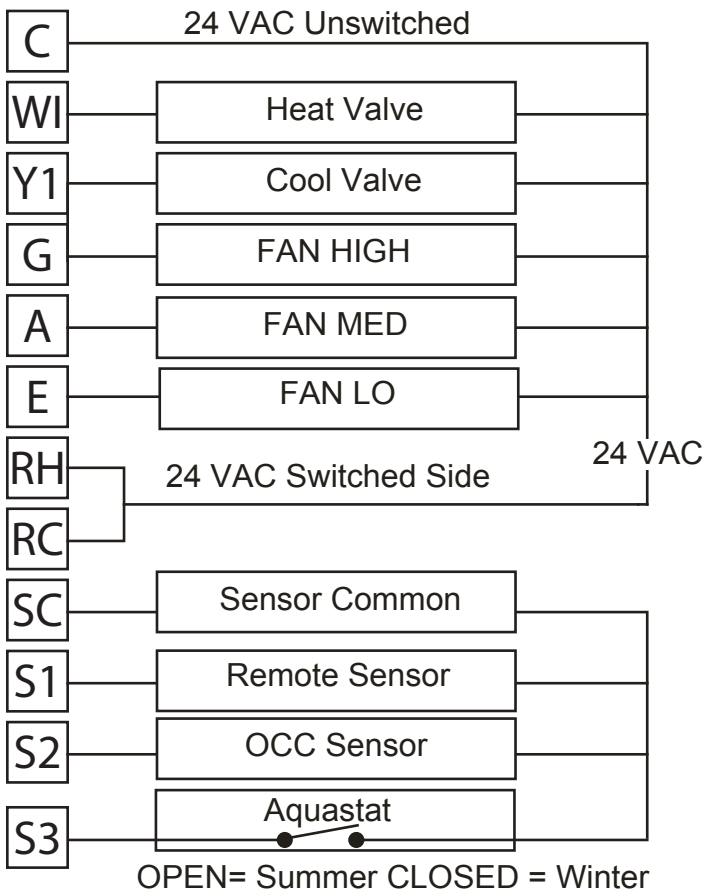 C 24 VAC Unswitched
WI Heat Valve
Y1 Cool Valve
G FAN HIGH
A FAN MED
E FAN LO
24 VAC
RH 24 VAC Switched Side
RC
SC Sensor Common
S1 Remote Sensor
S2 OCC Sensor
S3 Aquastat
OPEN= Summer CLOSED = Winter